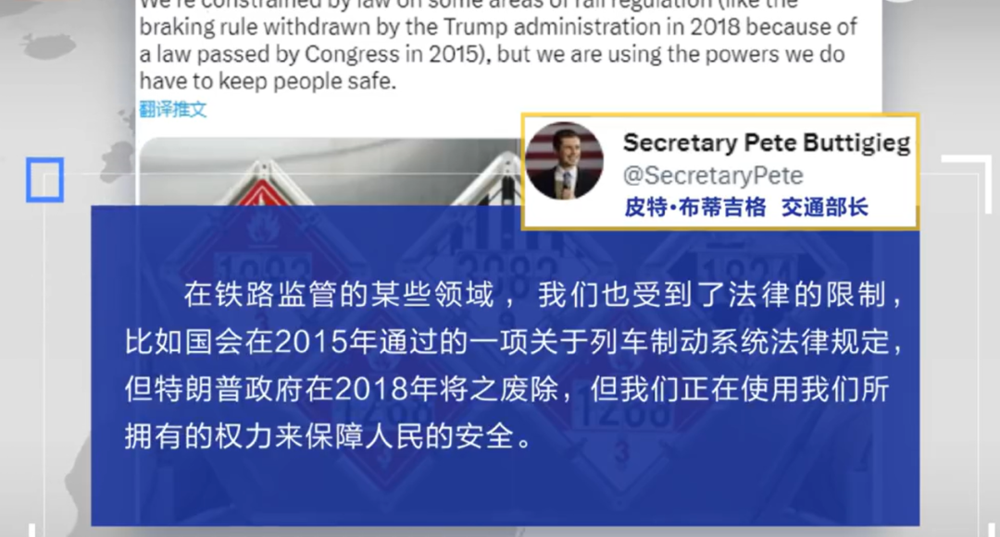 We're constrained by law on some areas of rail regulation (like the
braking rule withdrawn by the Trump administration in 2018 because of
a law passed by Congress in 2015), but we are using the powers we do
have to keep people safe.
翻译推文
Secretary Pete Buttigieg
@SecretaryPete
皮特·布蒂吉格 交通部长
在铁路监管的某些领域，我们也受到了法律的限制，
比如国会在2015年通过的一项关于列车制动系统法律规定，
但特朗普政府在2018年将之废除，但我们正在使用我们所
拥有的权力来保障人民的安全。
1268
3
3